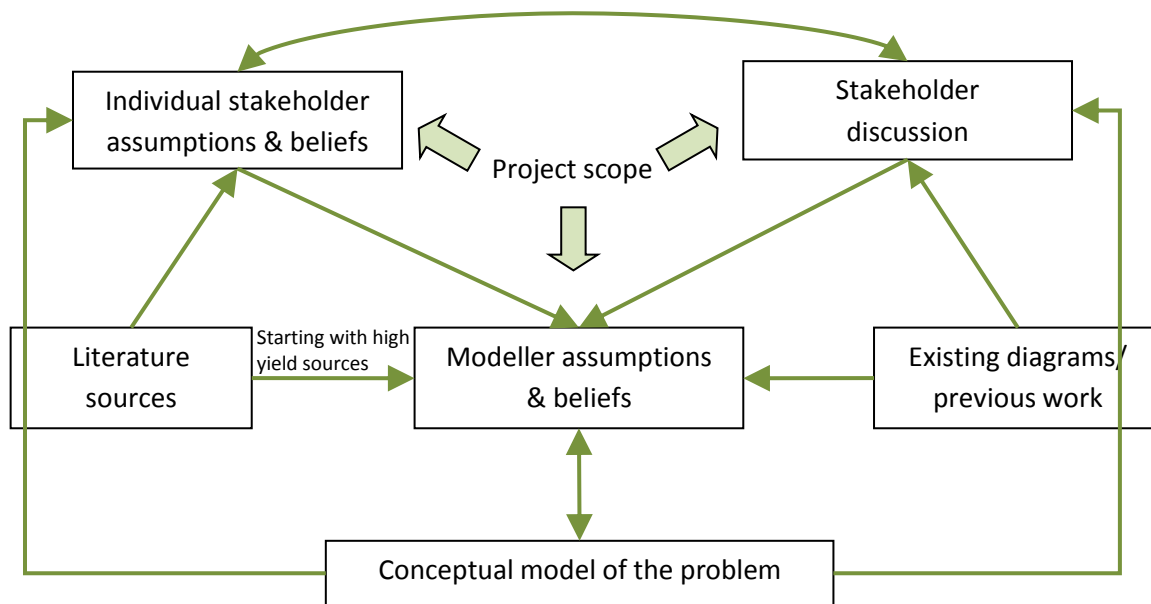 Individual stakeholder
assumptions & beliefs
Stakeholder
discussion
Project scope
Literature
sources
Starting with high
yield sources
Modeller assumptions
& beliefs
Existing diagrams/
previous work
Conceptual model of the problem